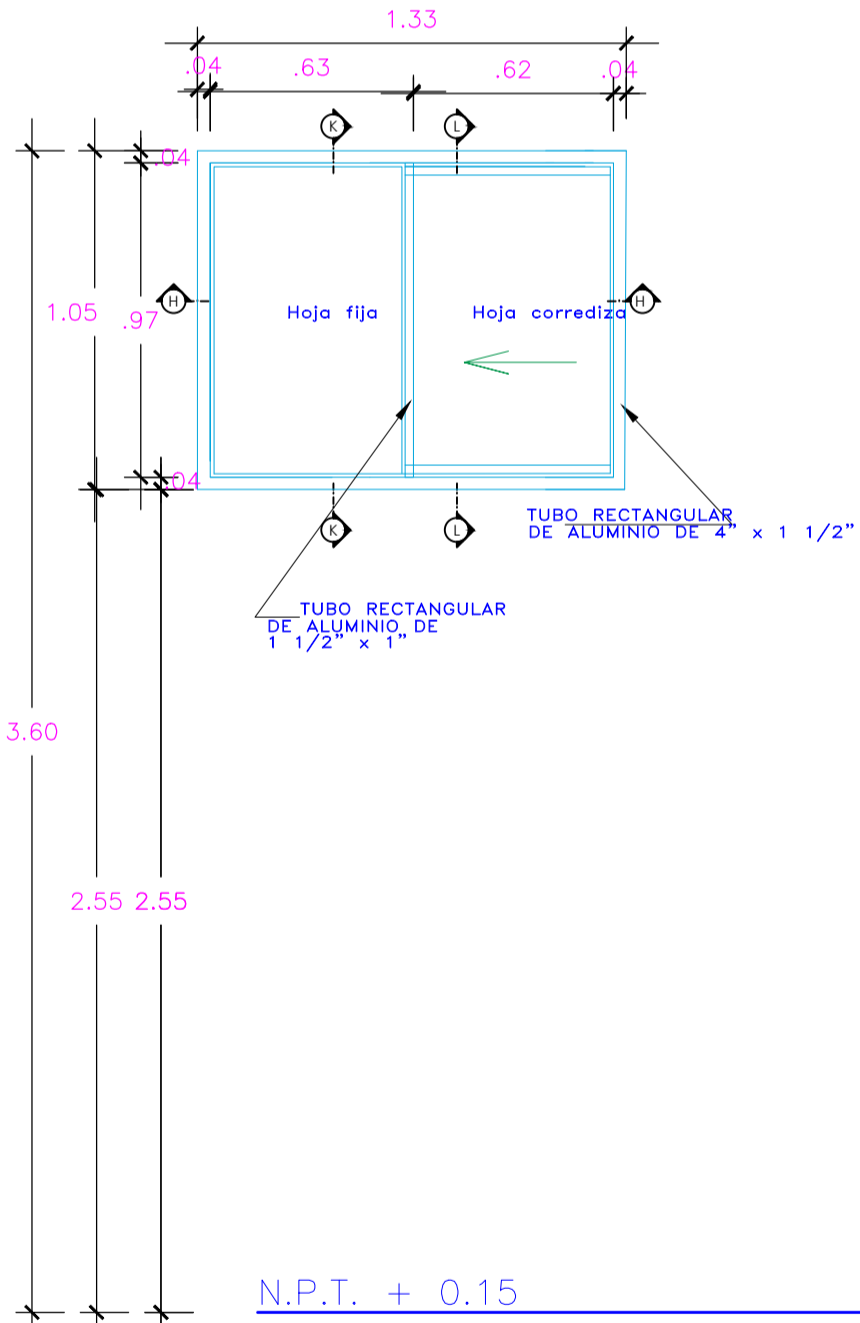 1.33
.04 .63 .62 .04
K L
.04
H H
1.05 .97
Hoja fija Hoja corrediza
.04
K L
TUBO RECTANGULAR
DE ALUMINIO DE 4” x 1 1/2”
TUBO RECTANGULAR
DE ALUMINIO DE
1 1/2” x 1”
3.60
2.55 2.55
N.P.T. + 0.15